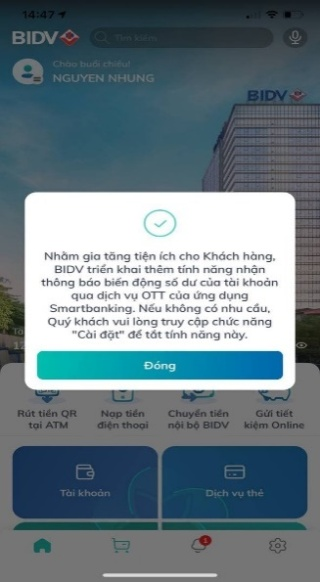 14:47
BIDV
Tìm kiếm
Chào buổi chiều!
NGUYEN NHUNG
BIDV
Nhằm gia tăng tiện ích cho Khách hàng,
BIDV triển khai thêm tính năng nhận
thông báo biến động số dư của tài khoản
qua dịch vụ OTT của ứng dụng
Smartbanking. Nếu không có nhu cầu,
Quý khách vui lòng truy cập chức năng
"Cài đặt" để tắt tính năng này.
Đóng
Rút tiền QR Nạp tiền Chuyển tiền Gửi tiết
tại ATM điện thoại nội bộ BIDV kiệm Online
Tài khoản Dịch vụ thẻ
1